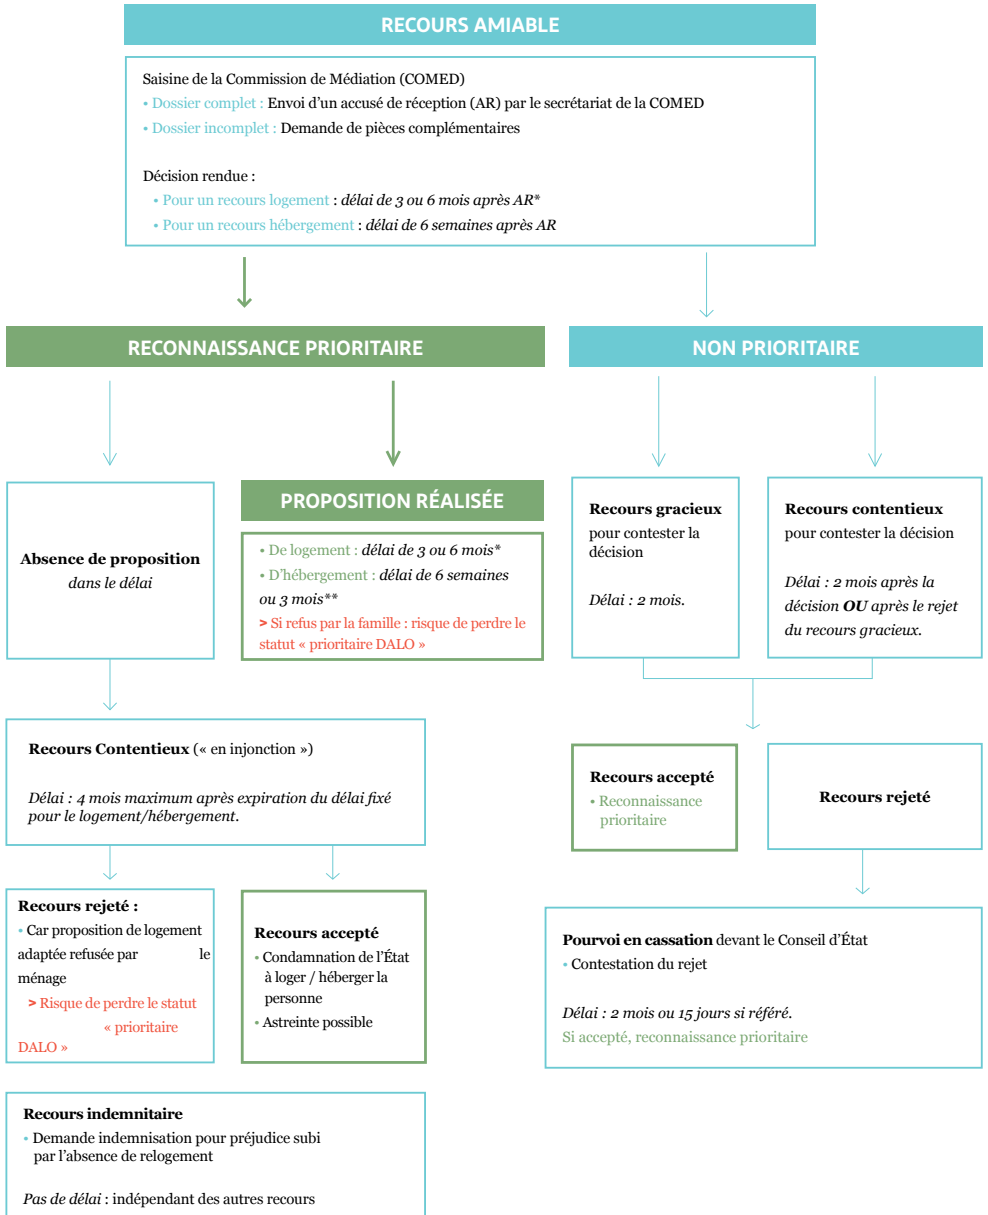 RECOURS AMIABLE
Saisine de la Commission de Médiation (COMED)
• Dossier complet : Envoi d'un accusé de réception (AR) par le secrétariat de la COMED
• Dossier incomplet : Demande de pièces complémentaires
Décision rendue :
• Pour un recours logement : délai de 3 ou 6 mois après AR*
• Pour un recours hébergement : délai de 6 semaines après AR
RECONNAISSANCE PRIORITAIRE
NON PRIORITAIRE
Absence de proposition
dans le délai
PROPOSITION RÉALISÉE
• De logement : délai de 3 ou 6 mois*
• D'hébergement : délai de 6 semaines
ou 3 mois**
> Si refus par la famille : risque de perdre le
statut « prioritaire DALO »
Recours gracieux
pour contester la
décision
Délai : 2 mois.
Recours contentieux
pour contester la décision
Délai : 2 mois après la
décision OU après le rejet
du recours gracieux.
Recours Contentieux (« en injonction »)
Délai : 4 mois maximum après expiration du délai fixé
pour le logement/hébergement.
Recours accepté
• Reconnaissance
prioritaire
Recours rejeté
Recours rejeté :
• Car proposition de logement
adaptée refusée par le
ménage
> Risque de perdre le statut
« prioritaire
DALO »
Recours accepté
• Condamnation de l'État
à loger / héberger la
personne
• Astreinte possible
Pourvoi en cassation devant le Conseil d'État
• Contestation du rejet
Délai : 2 mois ou 15 jours si référé.
Si accepté, reconnaissance prioritaire
Recours indemnitaire
• Demande indemnisation pour préjudice subi
par l'absence de relogement
Pas de délai : indépendant des autres recours